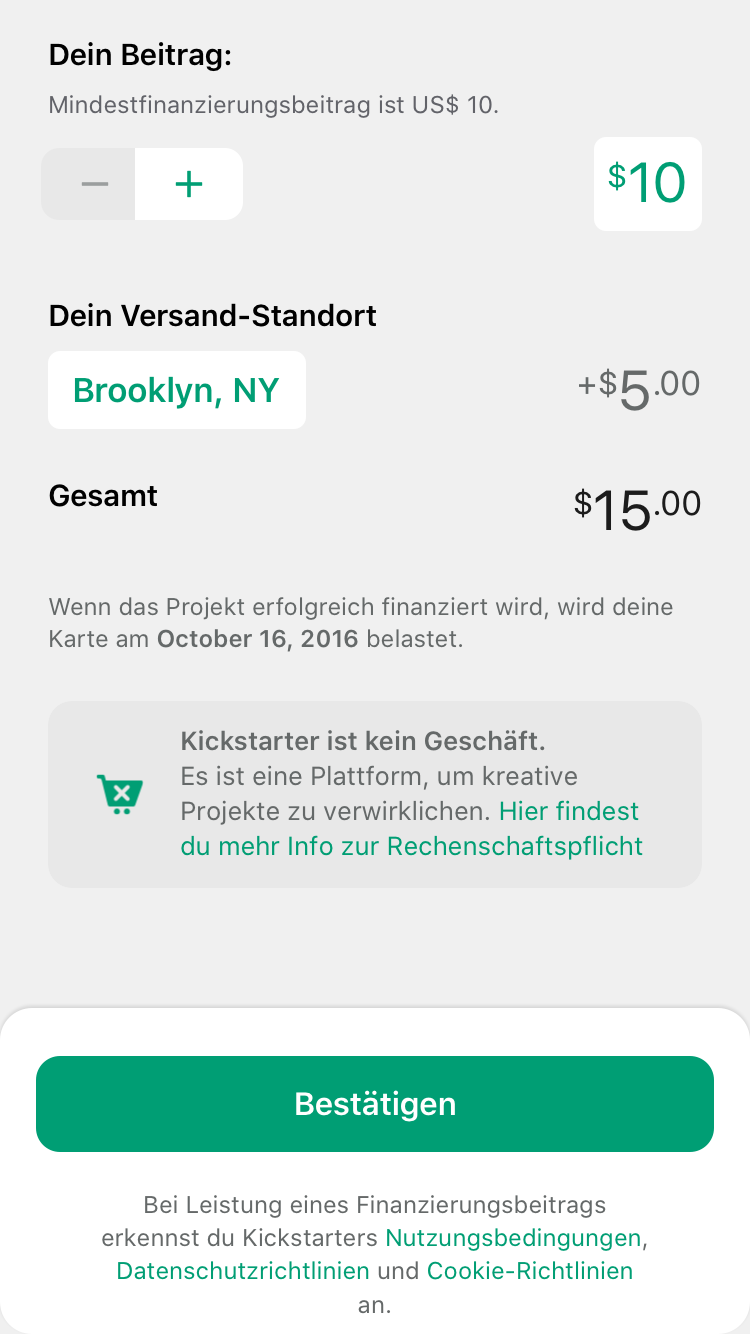 Dein Beitrag:
Mindestfinanzierungsbeitrag ist US$ 10.
− +
$10
Dein Versand-Standort
Brooklyn, NY
+$5.00
Gesamt
$15.00
Wenn das Projekt erfolgreich finanziert wird, wird deine
Karte am October 16, 2016 belastet.
Kickstarter ist kein Geschäft.
Es ist eine Plattform, um kreative
Projekte zu verwirklichen. Hier findest
du mehr Info zur Rechenschaftspflicht
Bestätigen
Bei Leistung eines Finanzierungsbeitrags
erkennst du Kickstarters Nutzungsbedingungen,
Datenschutzrichtlinien und Cookie-Richtlinien
an.